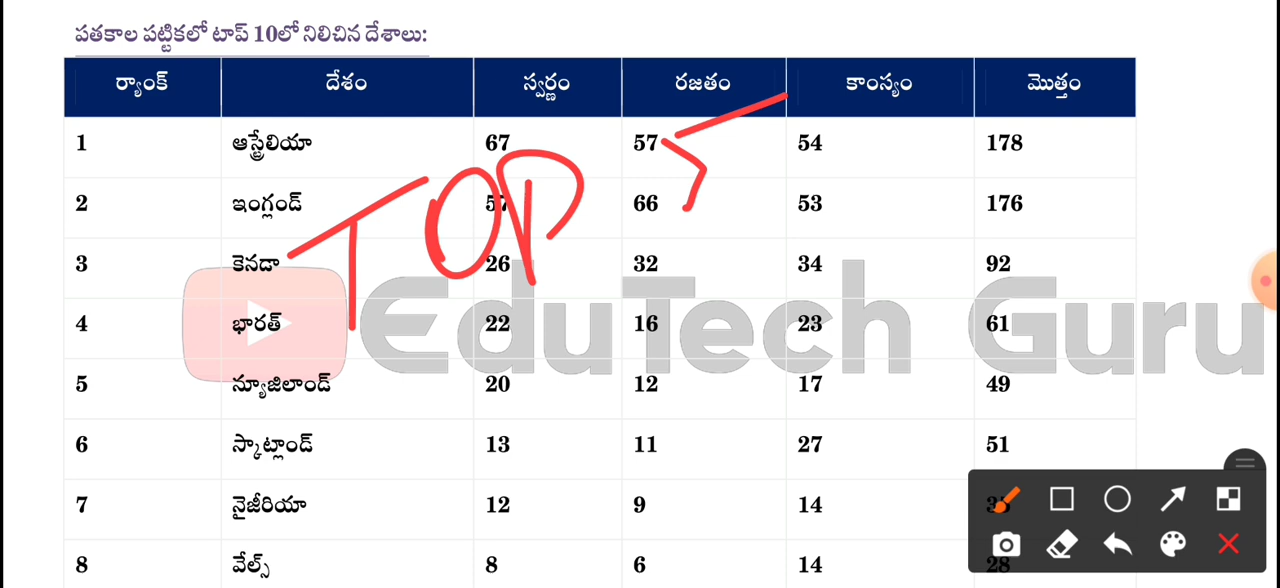 పతకాల పట్టికలో టాప్ 10లో నిలిచిన దేశాలు:
ర్యాంక్ దేశం స్వర్ణం రజతం కాంస్యం మొత్తం
1 ఆస్ట్రేలియా 67 57 54 178
2 ఇంగ్లండ్ 57 66 53 176
3 కెనడా 26 32 34 92
4 భారత్ 22 16 23 61
5 న్యూజిలాండ్ 20 12 17 49
6 స్కాట్లాండ్ 13 11 27 51
7 నైజీరియా 12 9 14 35
8 వేల్స్ 8 6 14 28
TOP 5
EduTech Guru